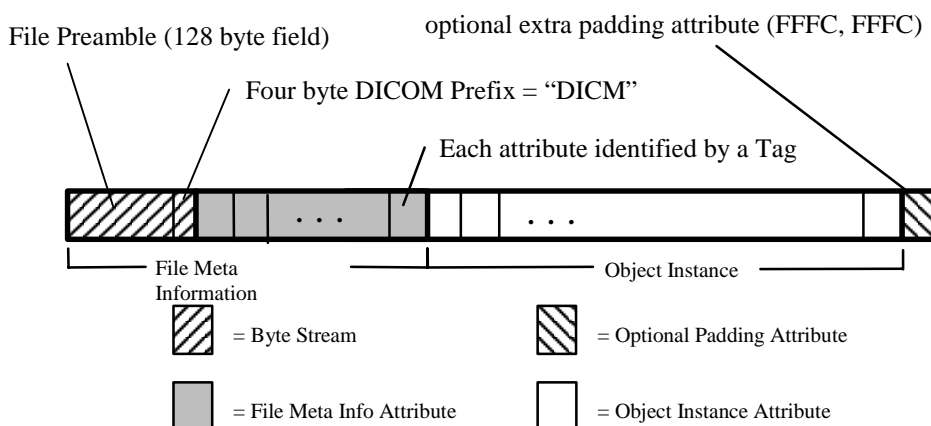 File Preamble (128 byte field)
optional extra padding attribute (FFFC, FFFC)
Four byte DICOM Prefix = “DICM”
Each attribute identified by a Tag
. . .
. . .
File Meta
Information
Object Instance
= Byte Stream
= Optional Padding Attribute
= File Meta Info Attribute
= Object Instance Attribute